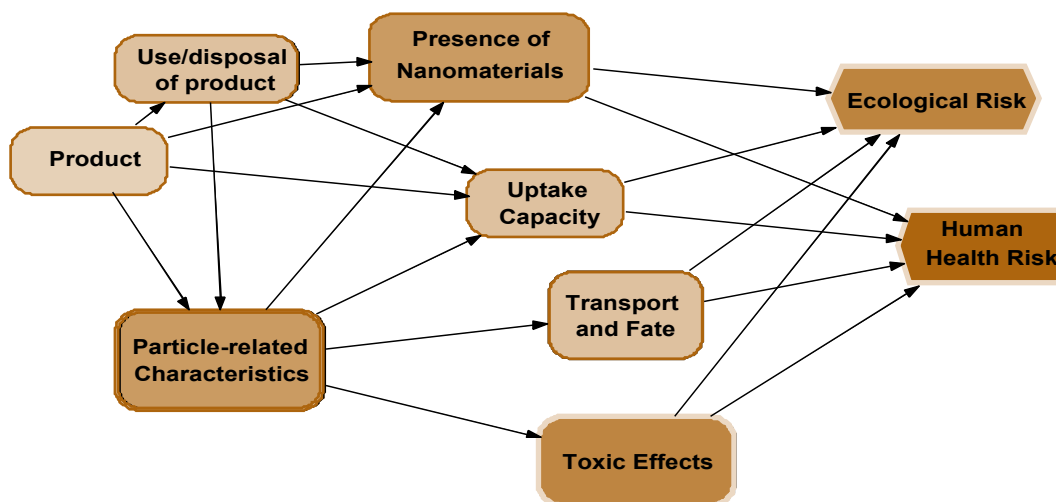 Use/disposal
of product
Presence of
Nanomaterials
Ecological Risk
Product
Uptake
Capacity
Human
Health Risk
Transport
and Fate
Particle-related
Characteristics
Toxic Effects